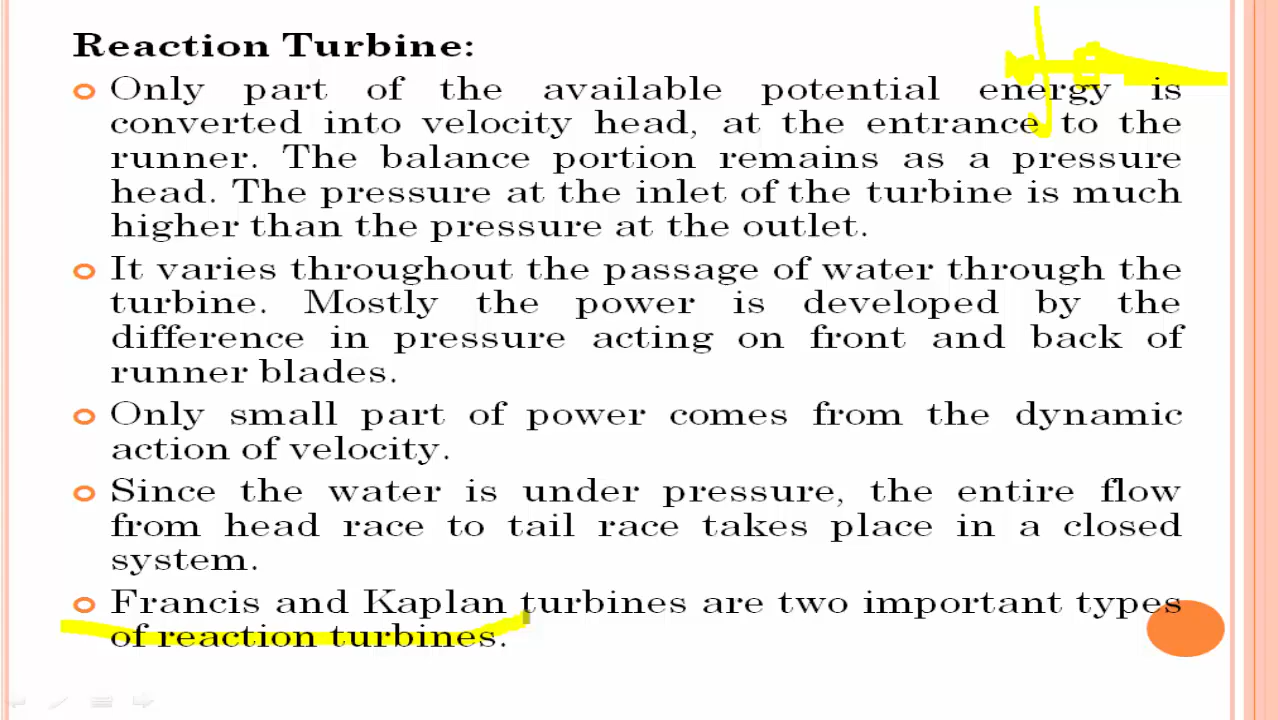 Reaction Turbine:
Only part of the available potential energy is
converted into velocity head, at the entrance to the
runner. The balance portion remains as a pressure
head. The pressure at the inlet of the turbine is much
higher than the pressure at the outlet.
It varies throughout the passage of water through the
turbine. Mostly the power is developed by the
difference in pressure acting on front and back of
runner blades.
Only small part of power comes from the dynamic
action of velocity.
Since the water is under pressure, the entire flow
from head race to tail race takes place in a closed
system.
Francis and Kaplan turbines are two important types
of reaction turbines.